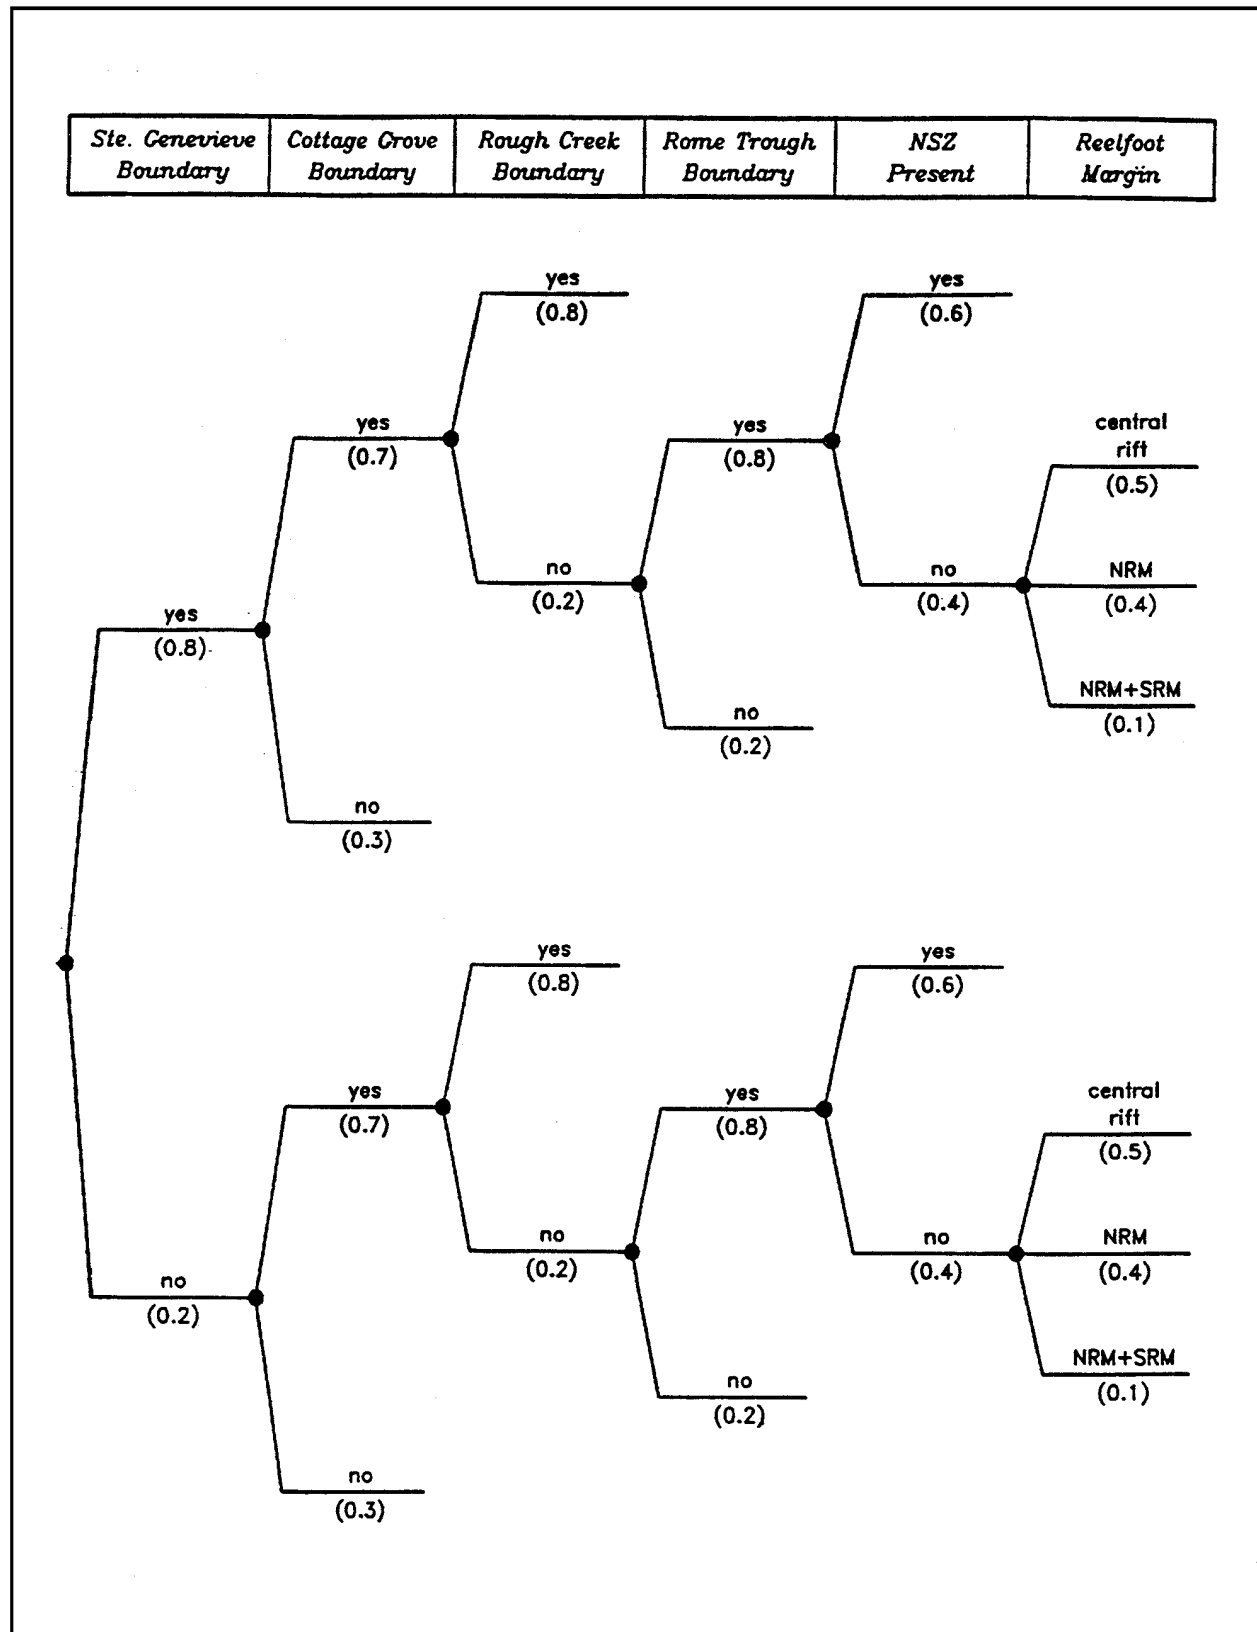 Ste. Genevieve Boundary
Cottage Grove Boundary
Rough Creek Boundary
Rome Trough Boundary
NSZ Present
Reelfoot Margin
yes
(0.8)
yes
(0.6)
yes
(0.7)
yes
(0.8)
central
rift
(0.5)
no
(0.2)
no
(0.4)
NRM
(0.4)
yes
(0.8)
NRM+SRM
(0.1)
no
(0.2)
no
(0.3)
yes
(0.8)
yes
(0.6)
yes
(0.7)
yes
(0.8)
central
rift
(0.5)
no
(0.2)
no
(0.4)
NRM
(0.4)
no
(0.2)
NRM+SRM
(0.1)
no
(0.2)
no
(0.3)